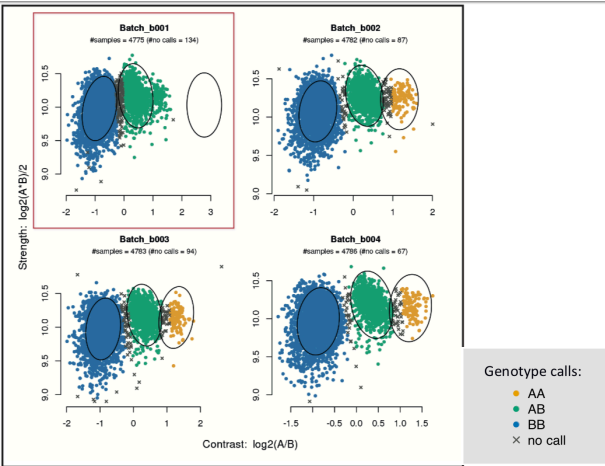 Batch_b001
#samples = 4775 (#no calls = 134)
Batch_b002
#samples = 4782 (#no calls = 87)
10.5
10.0
9.5
9.0
-2
-1
0
1
2
3
10.5
10.0
9.5
9.0
-2
-1
0
1
2
Strength: log2(A*B)/2
Batch_b003
#samples = 4783 (#no calls = 94)
Batch_b004
#samples = 4786 (#no calls = 67)
10.5
10.0
9.5
9.0
-2
-1
0
1
2
10.5
10.0
9.5
9.0
-1.5
-0.5
0.0
0.5
1.0
1.5
Contrast: log2(A/B)
Genotype calls:
AA
AB
BB
no call